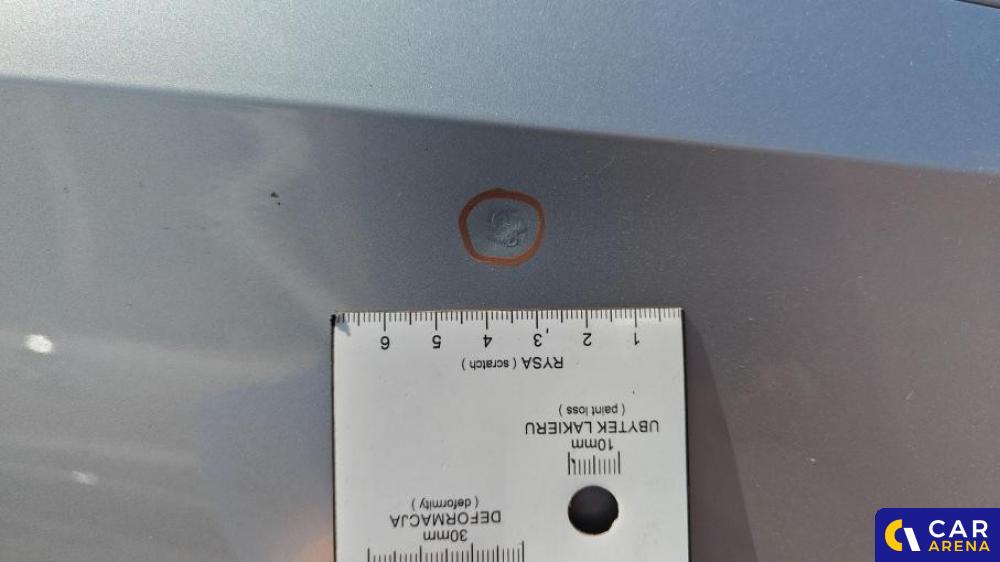 6 5 4 3 2 1
RYSA ( scratch )
UBYTEK LAKIERU
( paint loss )
10mm
DEFORMACJA
( deformity )
30mm
CAR
ARENA